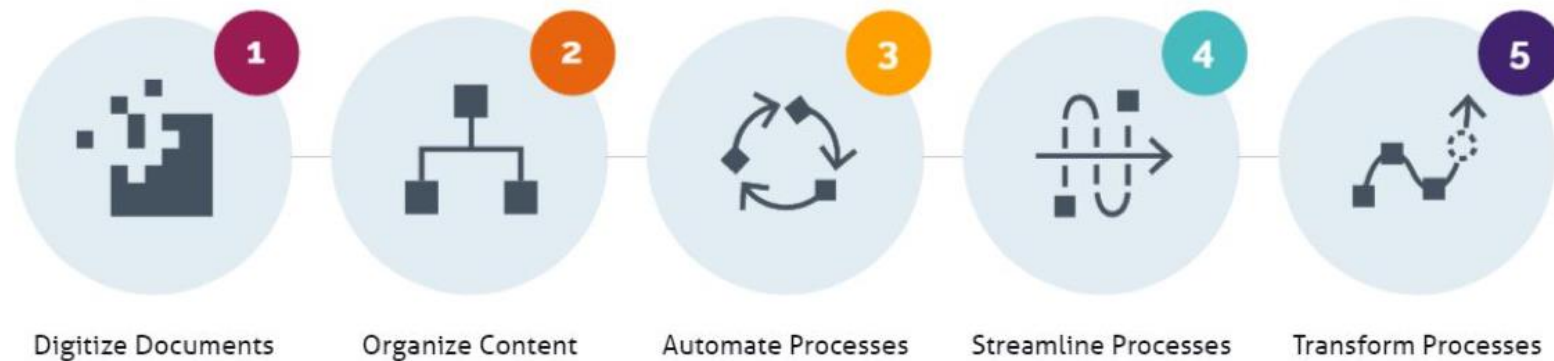 1
2
3
4
5
Digitize Documents
Organize Content
Automate Processes
Streamline Processes
Transform Processes